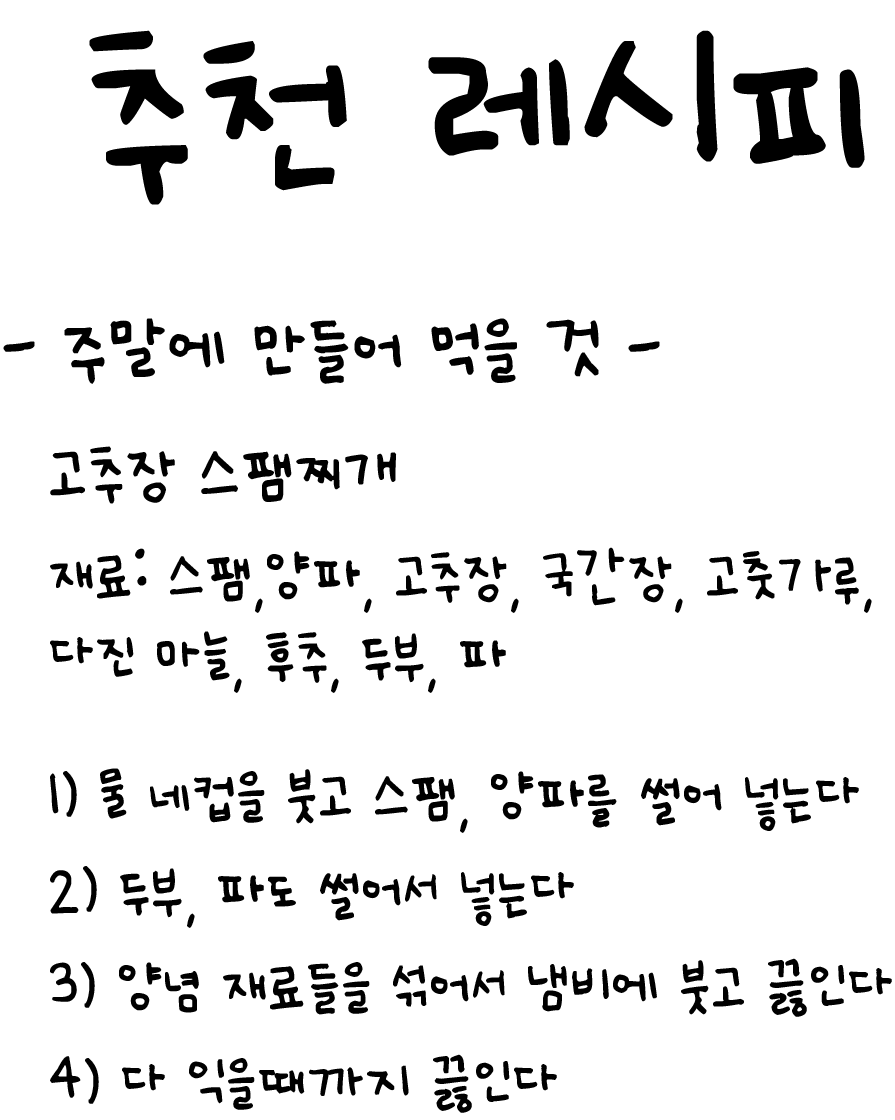 추천 레시피
- 주말에 만들어 먹을 것 -
고추장 스팸찌개
재료: 스팸, 양파, 고추장, 국간장, 고춧가루,
다진 마늘, 후추, 두부, 파
1) 물 네컵을 붓고 스팸, 양파를 썰어 넣는다
2) 두부, 파도 썰어서 넣는다
3) 양념 재료들을 섞어서 냄비에 붓고 끓인다
4) 다 익을때까지 끓인다